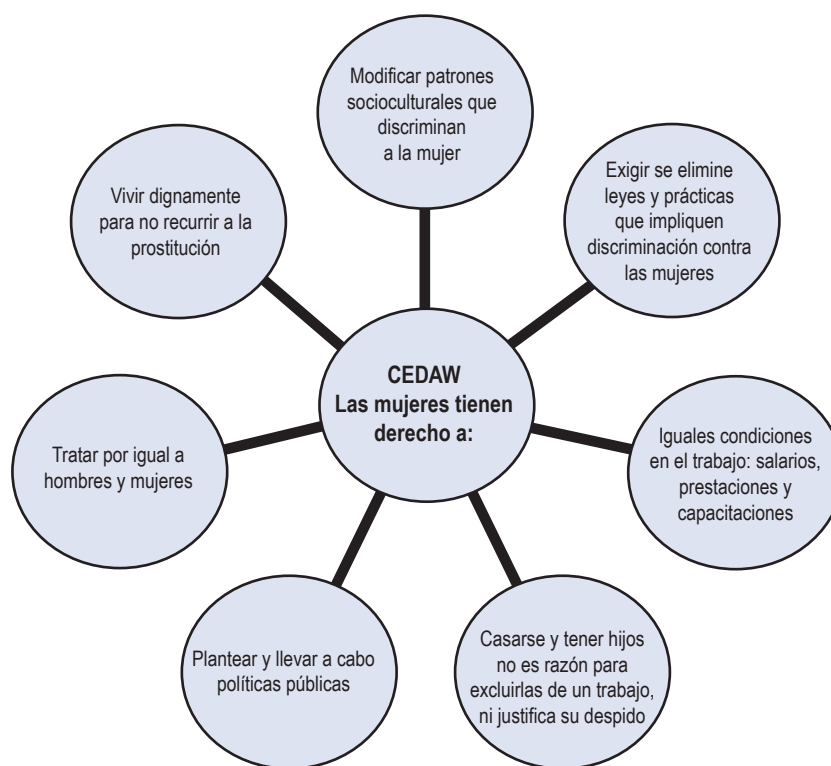 Modificar patrones
socioculturales que
discriminan
a la mujer
Exigir se elimine
leyes y prácticas
que impliquen
discriminación contra
las mujeres
Iguales condiciones
en el trabajo: salarios,
prestaciones y
capacitaciones
Casarse y tener hijos
no es razón para
excluirlas de un trabajo,
ni justifica su despido
Plantear y llevar a cabo
políticas públicas
Tratar por igual a
hombres y mujeres
Vivir dignamente
para no recurrir a la
prostitución
CEDAW
Las mujeres tienen
derecho a: